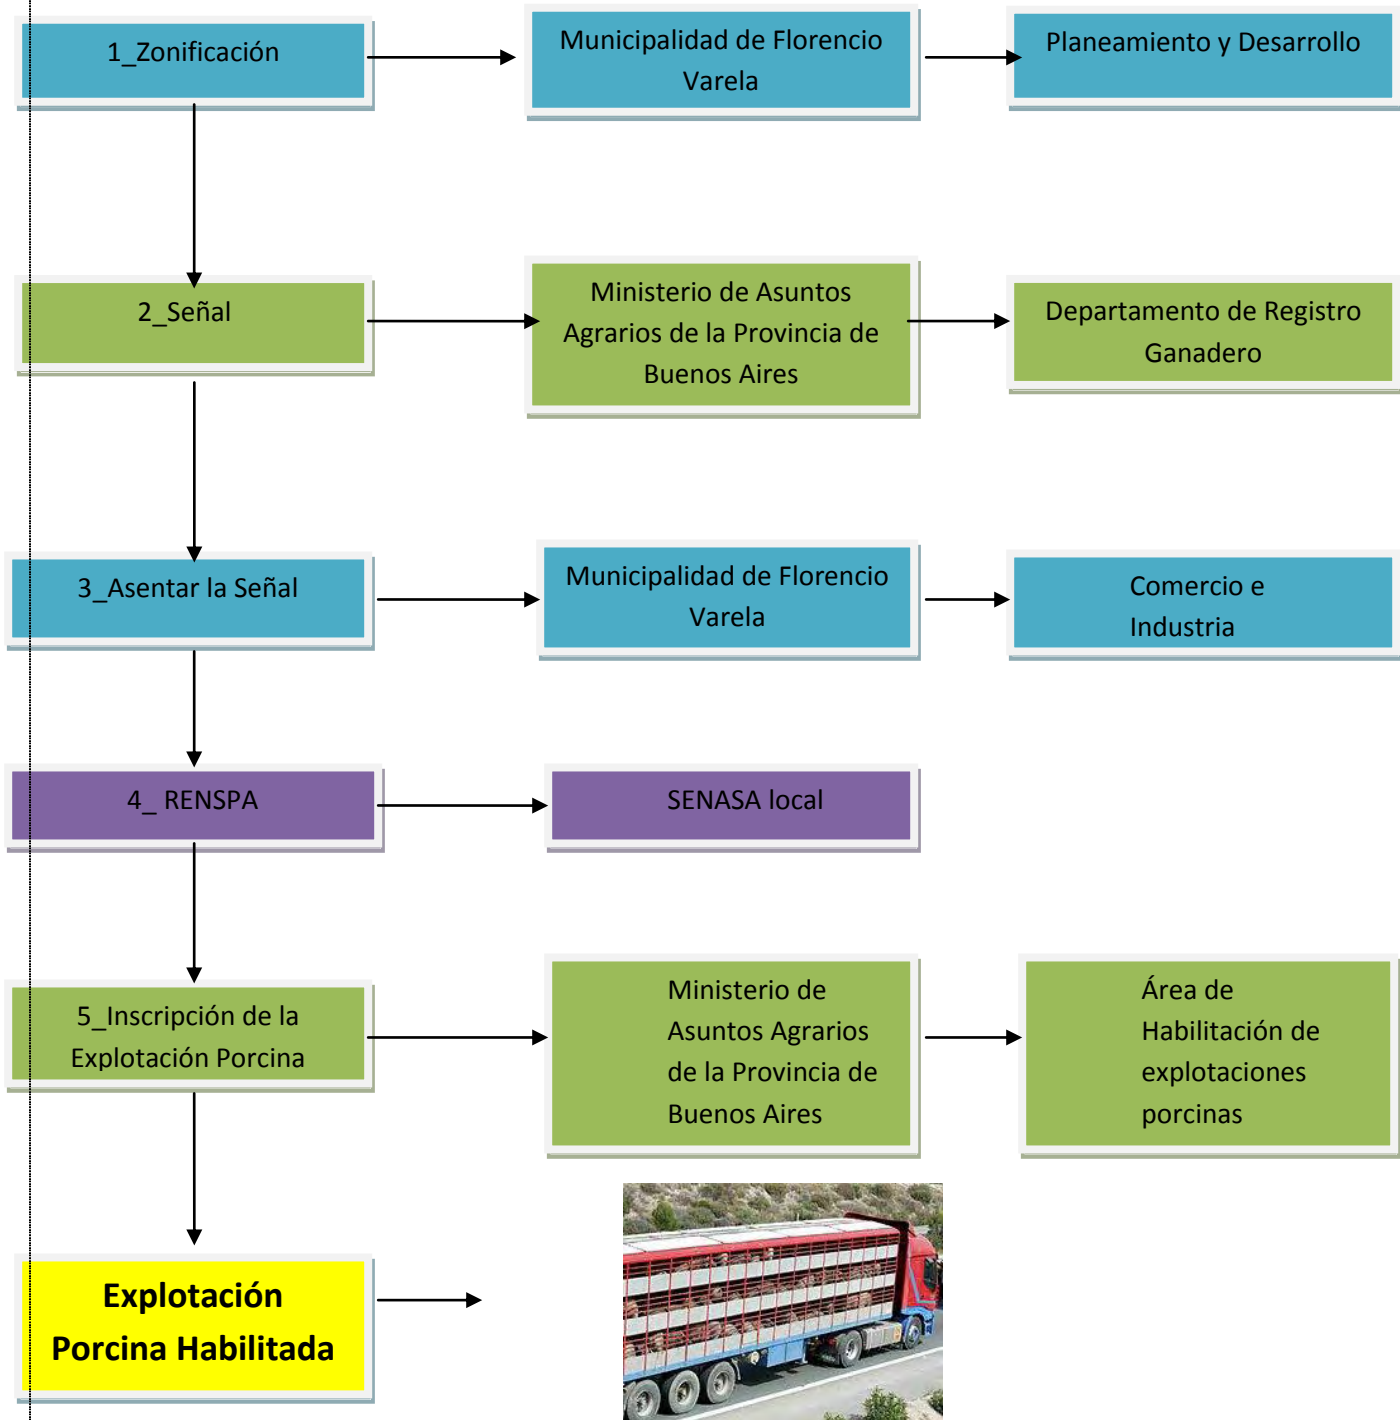 1_Zonificación
Municipalidad de Florencio
Varela
Planeamiento y Desarrollo
2_Señal
Ministerio de Asuntos
Agrarios de la Provincia de
Buenos Aires
Departamento de Registro
Ganadero
3_Asentar la Señal
Municipalidad de Florencio
Varela
Comercio e
Industria
4_ RENSPA
SENASA local
5_Inscripción de la
Explotación Porcina
Ministerio de
Asuntos Agrarios
de la Provincia de
Buenos Aires
Área de
Habilitación de
explotaciones
porcinas
Explotación
Porcina Habilitada